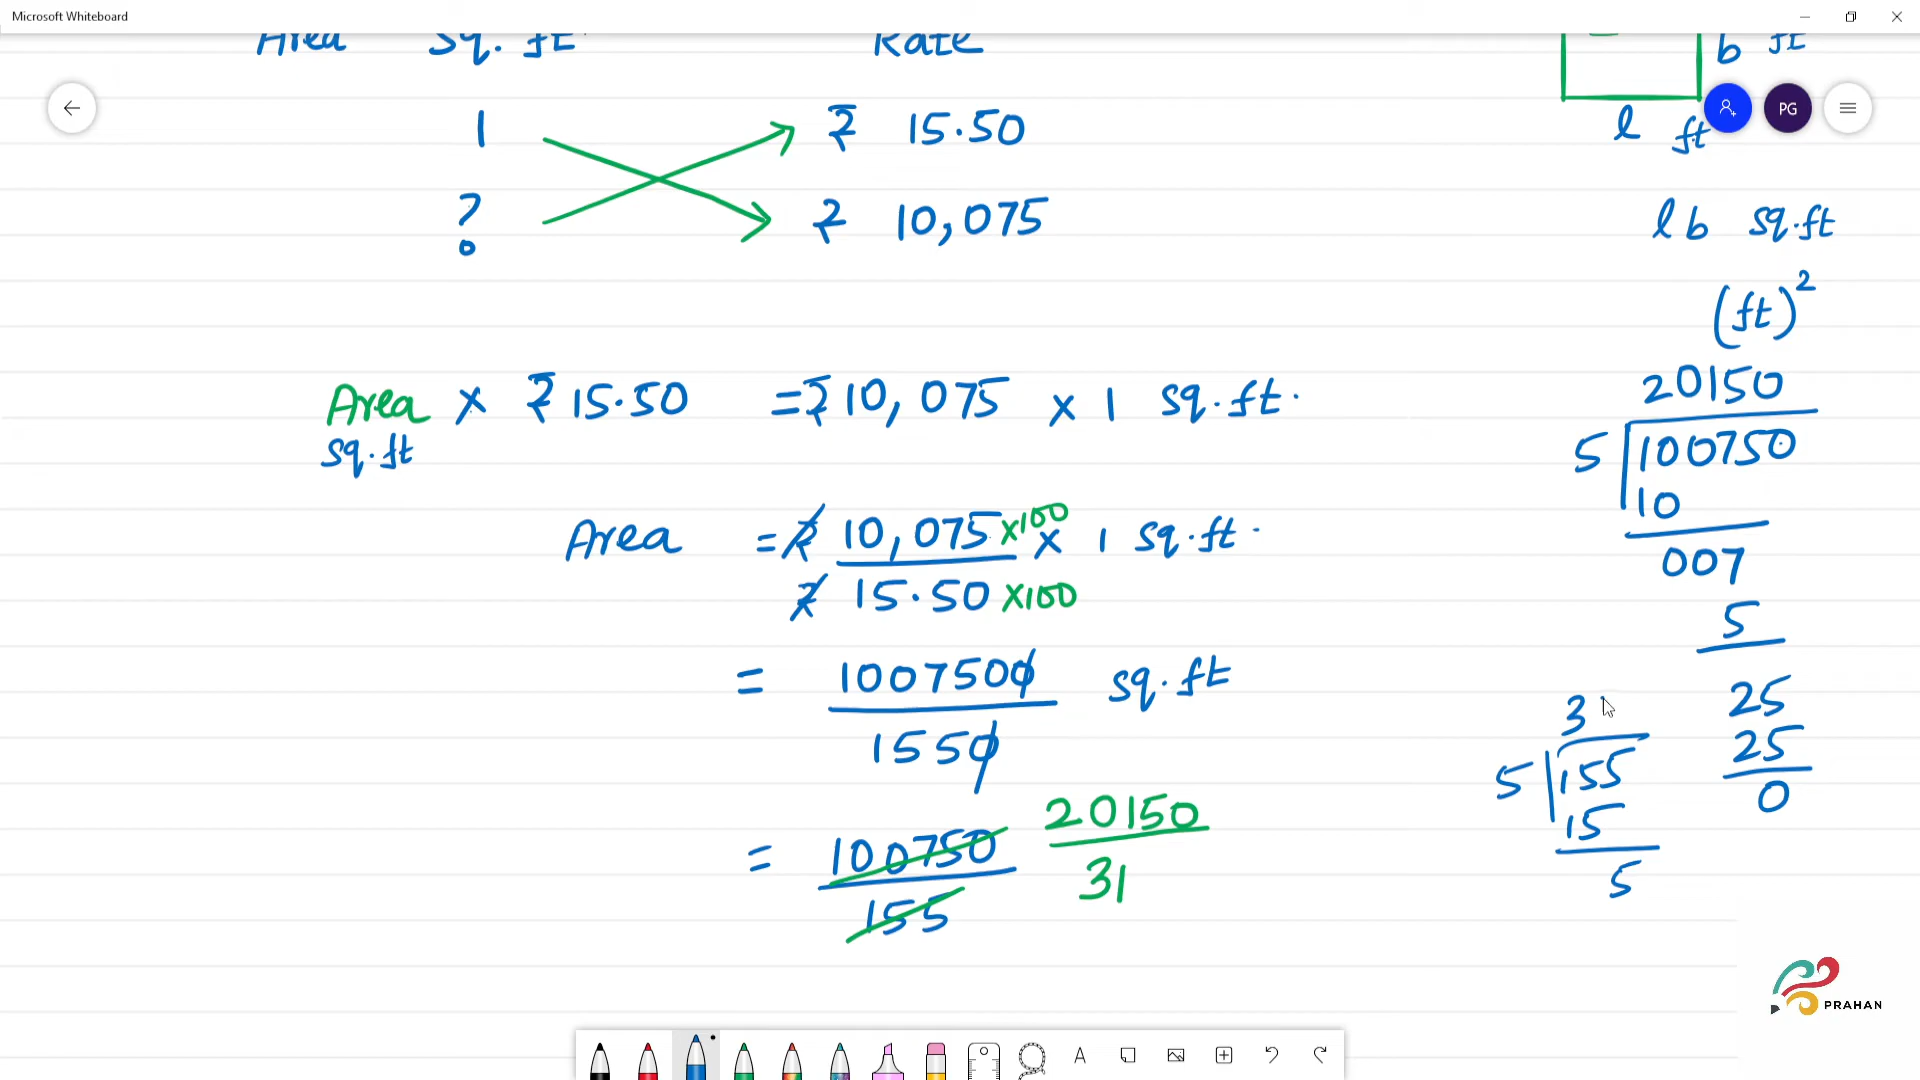 Microsoft Whiteboard
Area sq. ft Rate
1 ₹ 15.50
? ₹ 10,075
Area × ₹ 15.50 = ₹ 10,075 × 1 sq.ft.
sq.ft
Area = ₹ 10,075 ×100 × 1 sq.ft.
₹ 15.50 ×100
= 1007500 sq.ft
1550
= 100750 20150
155 31
b ft
PG
l ft
lb sq.ft
(ft)²
20150
5 100750
10
007
5
25
25
0
3
5 155
15
5
PRAHAN
A